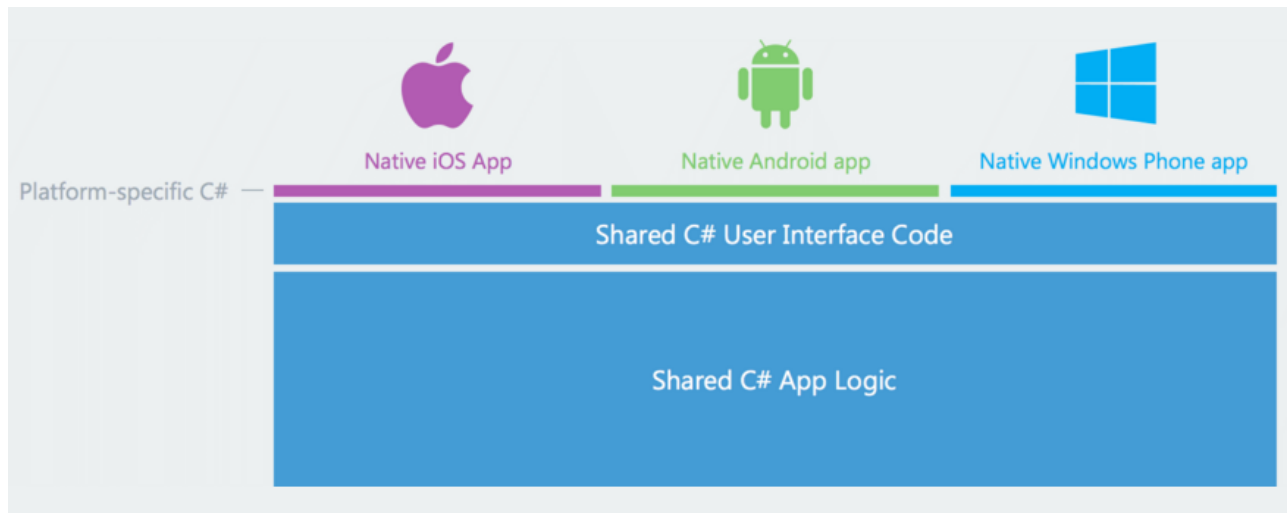 Native iOS App
Native Android app
Native Windows Phone app
Platform-specific C#
Shared C# User Interface Code
Shared C# App Logic